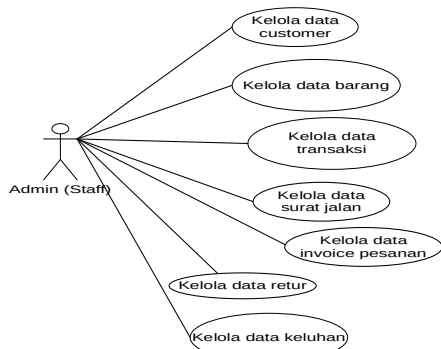 Kelola data
customer
Kelola data barang
Kelola data
transaksi
Admin (Staff)
Kelola data
surat jalan
Kelola data
invoice pesanan
Kelola data retur
Kelola data keluhan